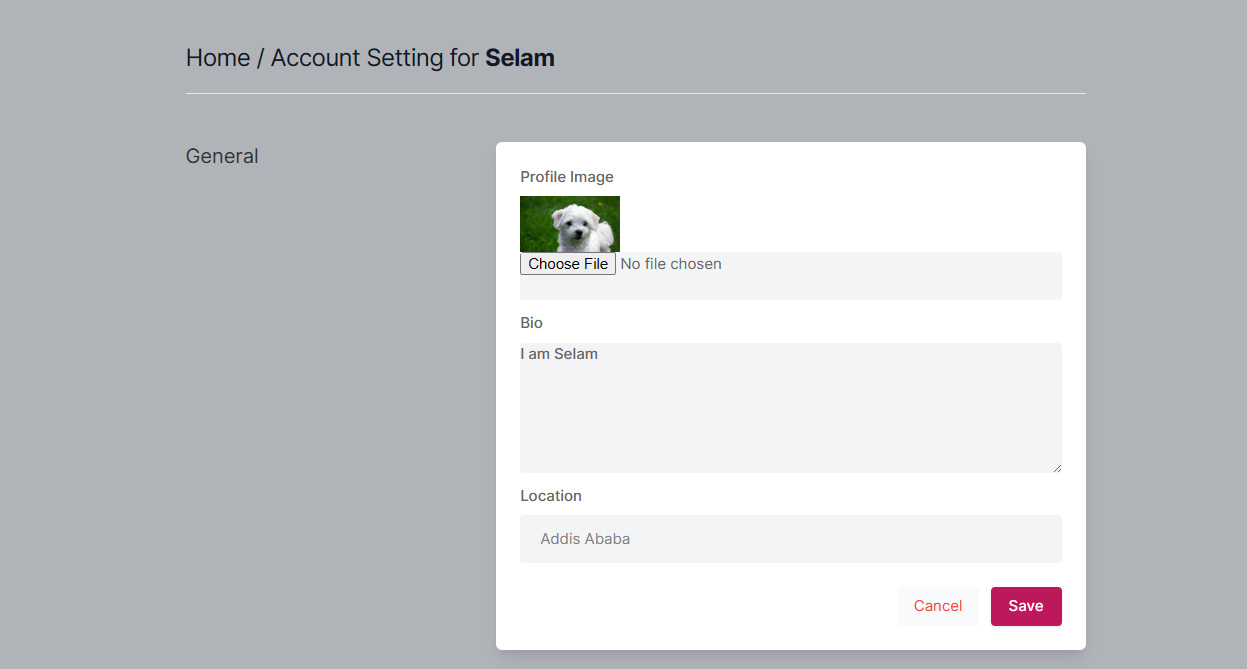 Home / Account Setting for Selam
General
Profile Image
Choose File No file chosen
Bio
I am Selam
Location
Addis Ababa
Cancel Save